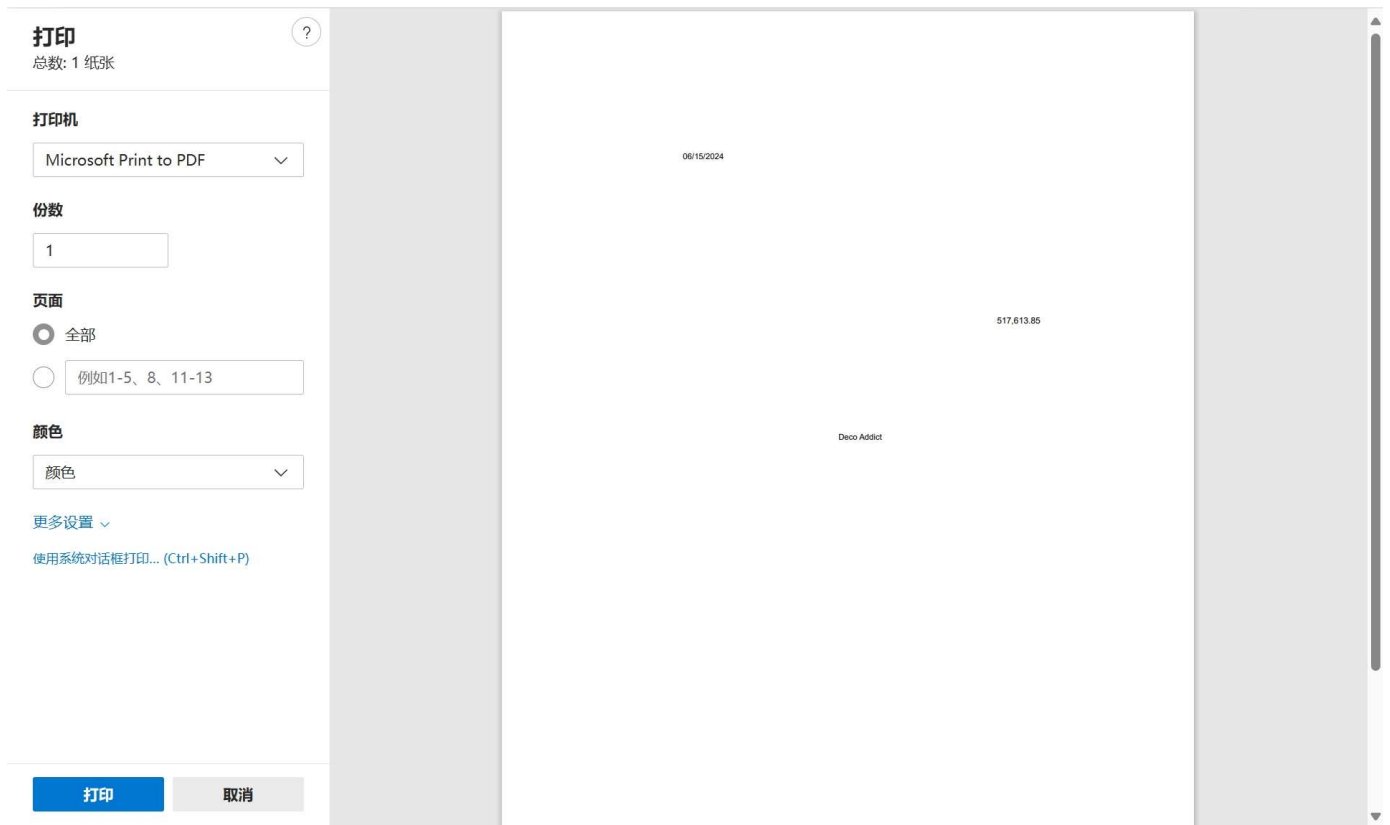 打印
?
总数: 1 纸张
打印机
Microsoft Print to PDF
份数
1
页面
全部
例如1-5、8、11-13
颜色
颜色
更多设置
使用系统对话框打印... (Ctrl+Shift+P)
打印
取消
06/15/2024
517,613.85
Deco Addict